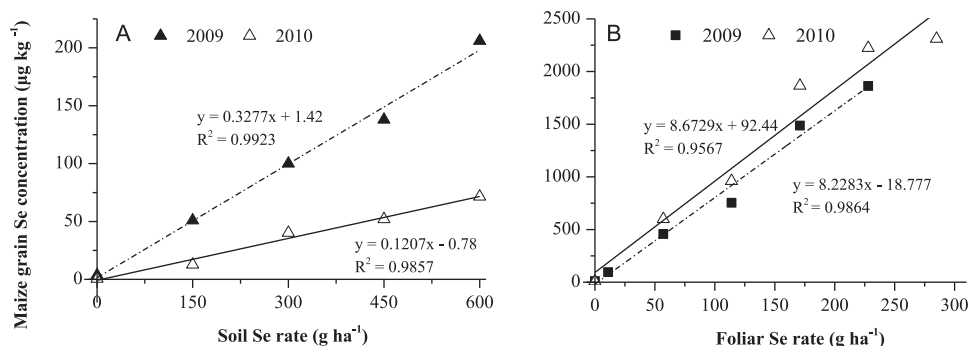 A
2009
2010
Maize grain Se concentration (µg kg⁻¹)
200
150
100
50
0
y = 0.3277x + 1.42
R² = 0.9923
y = 0.1207x - 0.78
R² = 0.9857
0
150
300
450
600
Soil Se rate (g ha⁻¹)
B
2009
2010
2500
2000
1500
1000
500
0
y = 8.6729x + 92.44
R² = 0.9567
y = 8.2283x - 18.777
R² = 0.9864
0
50
100
150
200
250
300
Foliar Se rate (g ha⁻¹)